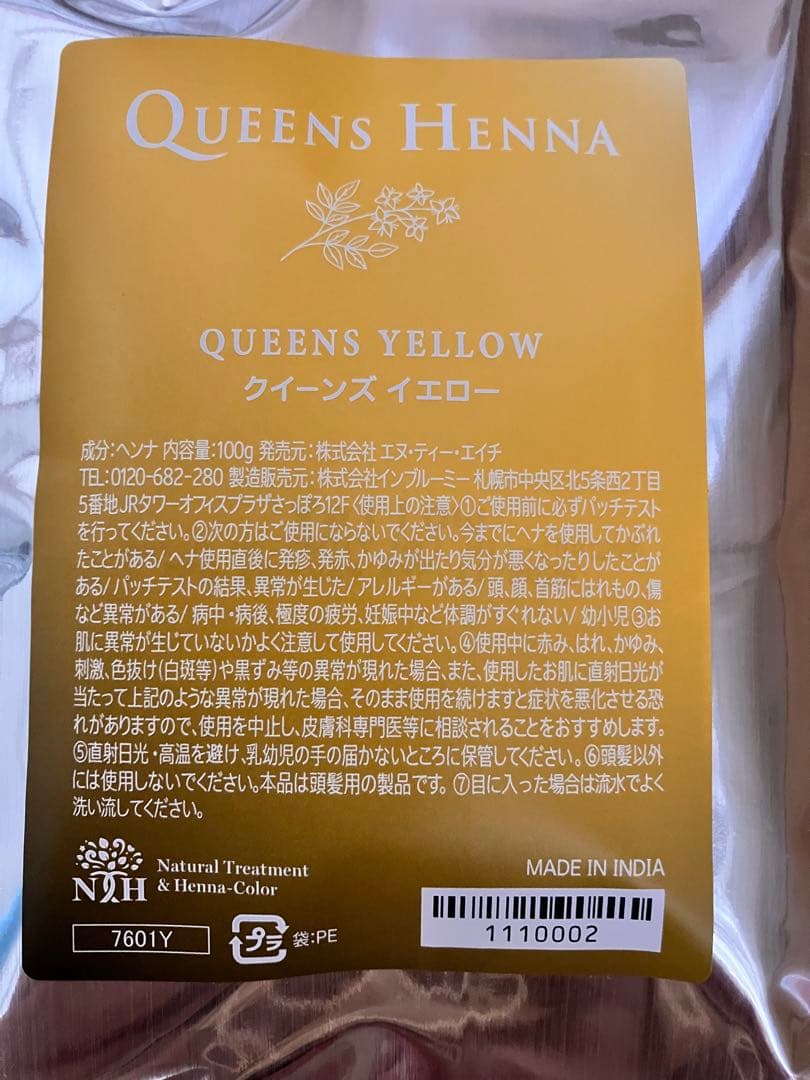 QUEENS HENNA
QUEENS YELLOW
クイーンズ イエロー
成分:ヘンナ 内容量:100g 発売元:株式会社 エヌ・ティー・エイチ
TEL:0120-682-280 製造販売元:株式会社インブルーミー 札幌市中央区北5条西2丁目
5番地JRタワーオフィスプラザさっぽろ12F〈使用上の注意〉①ご使用前に必ずパッチテスト
を行ってください。②次の方はご使用にならないでください。今までにヘナを使用してかぶれ
たことがある/ヘナ使用直後に発疹、発赤、かゆみが出たり気分が悪くなったりしたことが
ある/パッチテストの結果、異常が生じた/アレルギーがある/頭、顔、首筋にはれもの、傷
など異常がある/病中・病後、極度の疲労、妊娠中など体調がすぐれない/幼小児③お
肌に異常が生じていないかよく注意して使用してください。④使用中に赤み、はれ、かゆみ、
刺激、色抜け(白斑等)や黒ずみ等の異常が現れた場合、また、使用したお肌に直射日光が
当たって上記のような異常が現れた場合、そのまま使用を続けますと症状を悪化させる恐
れがありますので、使用を中止し、皮膚科専門医等に相談されることをおすすめします。
⑤直射日光・高温を避け、乳幼児の手の届かないところに保管してください。⑥頭髪以外
には使用しないでください。本品は頭髪用の製品です。⑦目に入った場合は流水でよく
洗い流してください。
NTH
Natural Treatment
& Henna-Color
MADE IN INDIA
7601Y
プラ
袋:PE
1110002